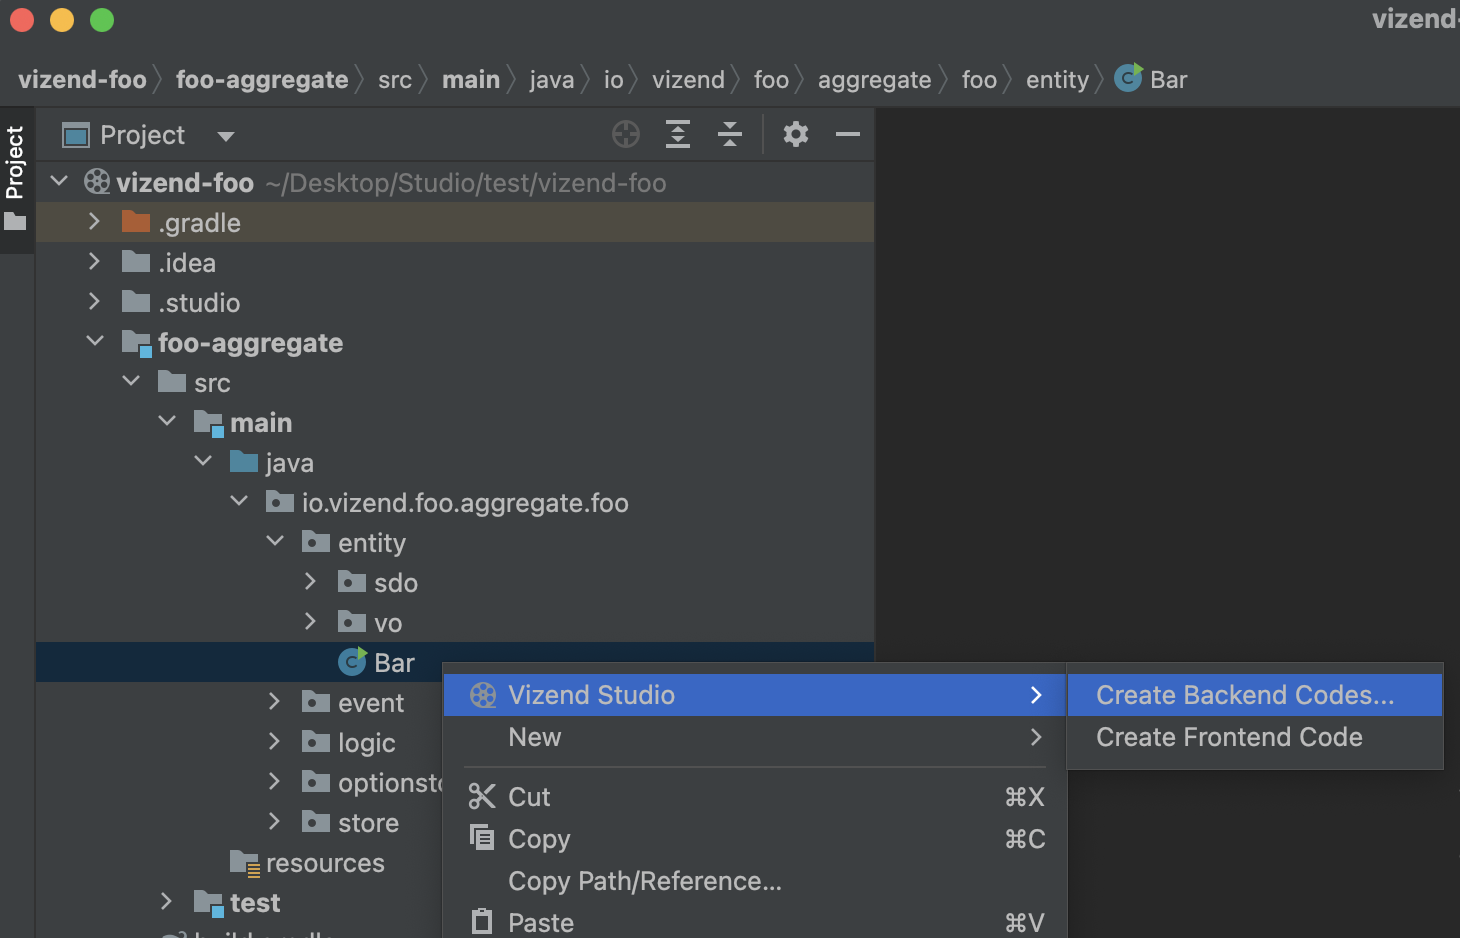 vizend-
vizend-foo foo-aggregate src main java io vizend foo aggregate foo entity Bar
Project
Project
vizend-foo ~/Desktop/Studio/test/vizend-foo
.gradle
.idea
.studio
foo-aggregate
src
main
java
io.vizend.foo.aggregate.foo
entity
sdo
vo
Bar
event
logic
optionsto
store
resources
test
Vizend Studio
New
Cut ⌘X
Copy ⌘C
Copy Path/Reference...
Paste ⌘V
Create Backend Codes...
Create Frontend Code